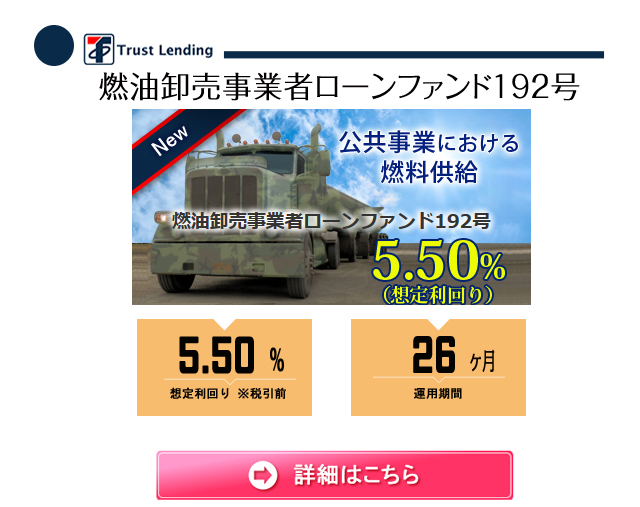 Trust Lending
燃油卸売事業者ローンファンド192号
New
公共事業における
燃料供給
燃油卸売事業者ローンファンド192号
5.50%
（想定利回り）
5.50 %
想定利回り ※税引前
26 ヶ月
運用期間
詳細はこちら